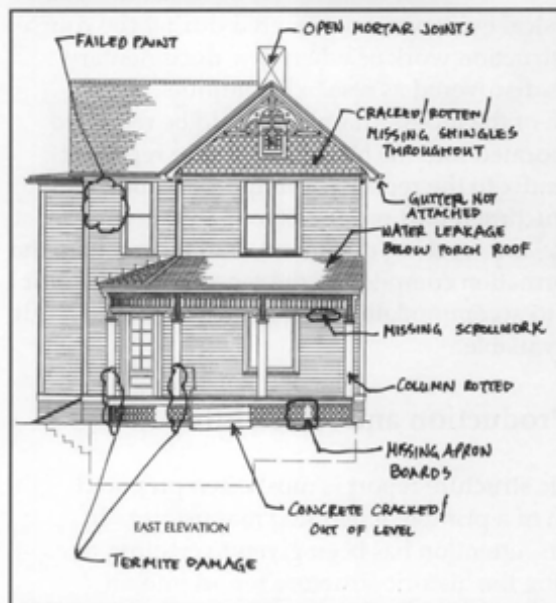 OPEN MORTAR JOINTS
FAILED PAINT
CRACKED/ROTTEN/
MISSING SHINGLES
THROUGHOUT
GUTTER NOT
ATTACHED
WATER LEAKAGE
BELOW PORCH ROOF
MISSING SCROLLWORK
COLUMN ROTTED
MISSING APRON
BOARDS
CONCRETE CRACKED/
OUT OF LEVEL
EAST ELEVATION
TERMITE DAMAGE